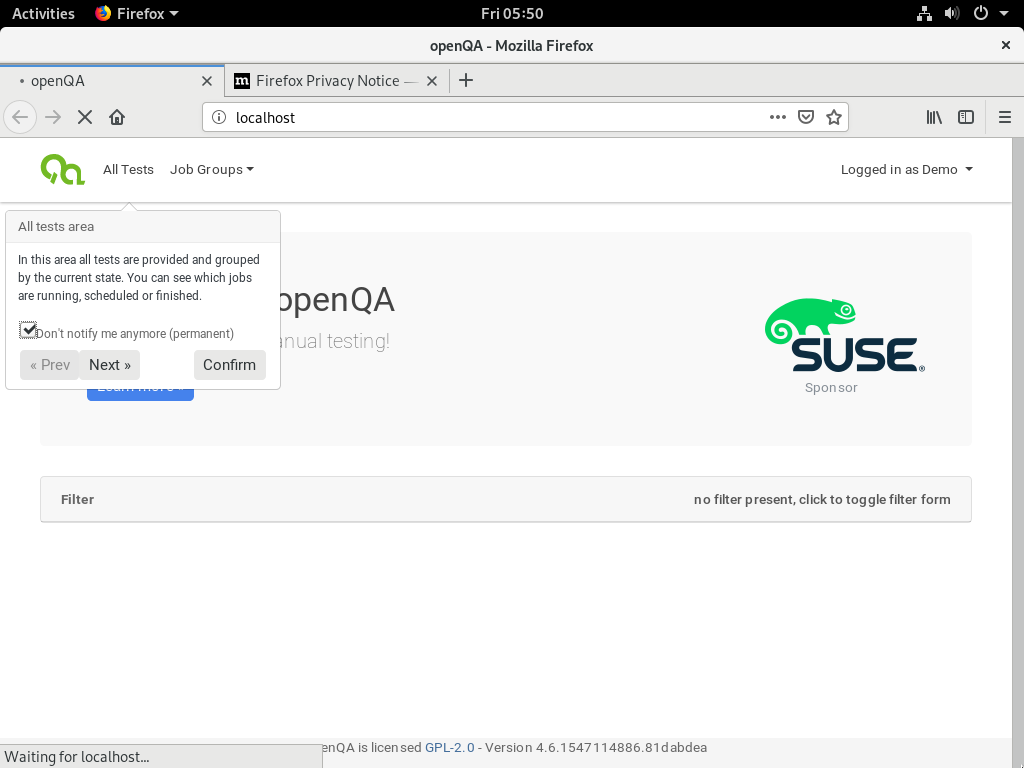 Activities Firefox Fri 05:50
openQA - Mozilla Firefox
openQA Firefox Privacy Notice —
localhost
All Tests Job Groups Logged in as Demo
All tests area
In this area all tests are provided and grouped
by the current state. You can see which jobs
are running, scheduled or finished.
Don't notify me anymore (permanent)
« Prev Next » Confirm
openQA
anual testing!
Learn more »
SUSE
Sponsor
Filter no filter present, click to toggle filter form
enQA is licensed GPL-2.0 - Version 4.6.1547114886.81dabdea
Waiting for localhost...